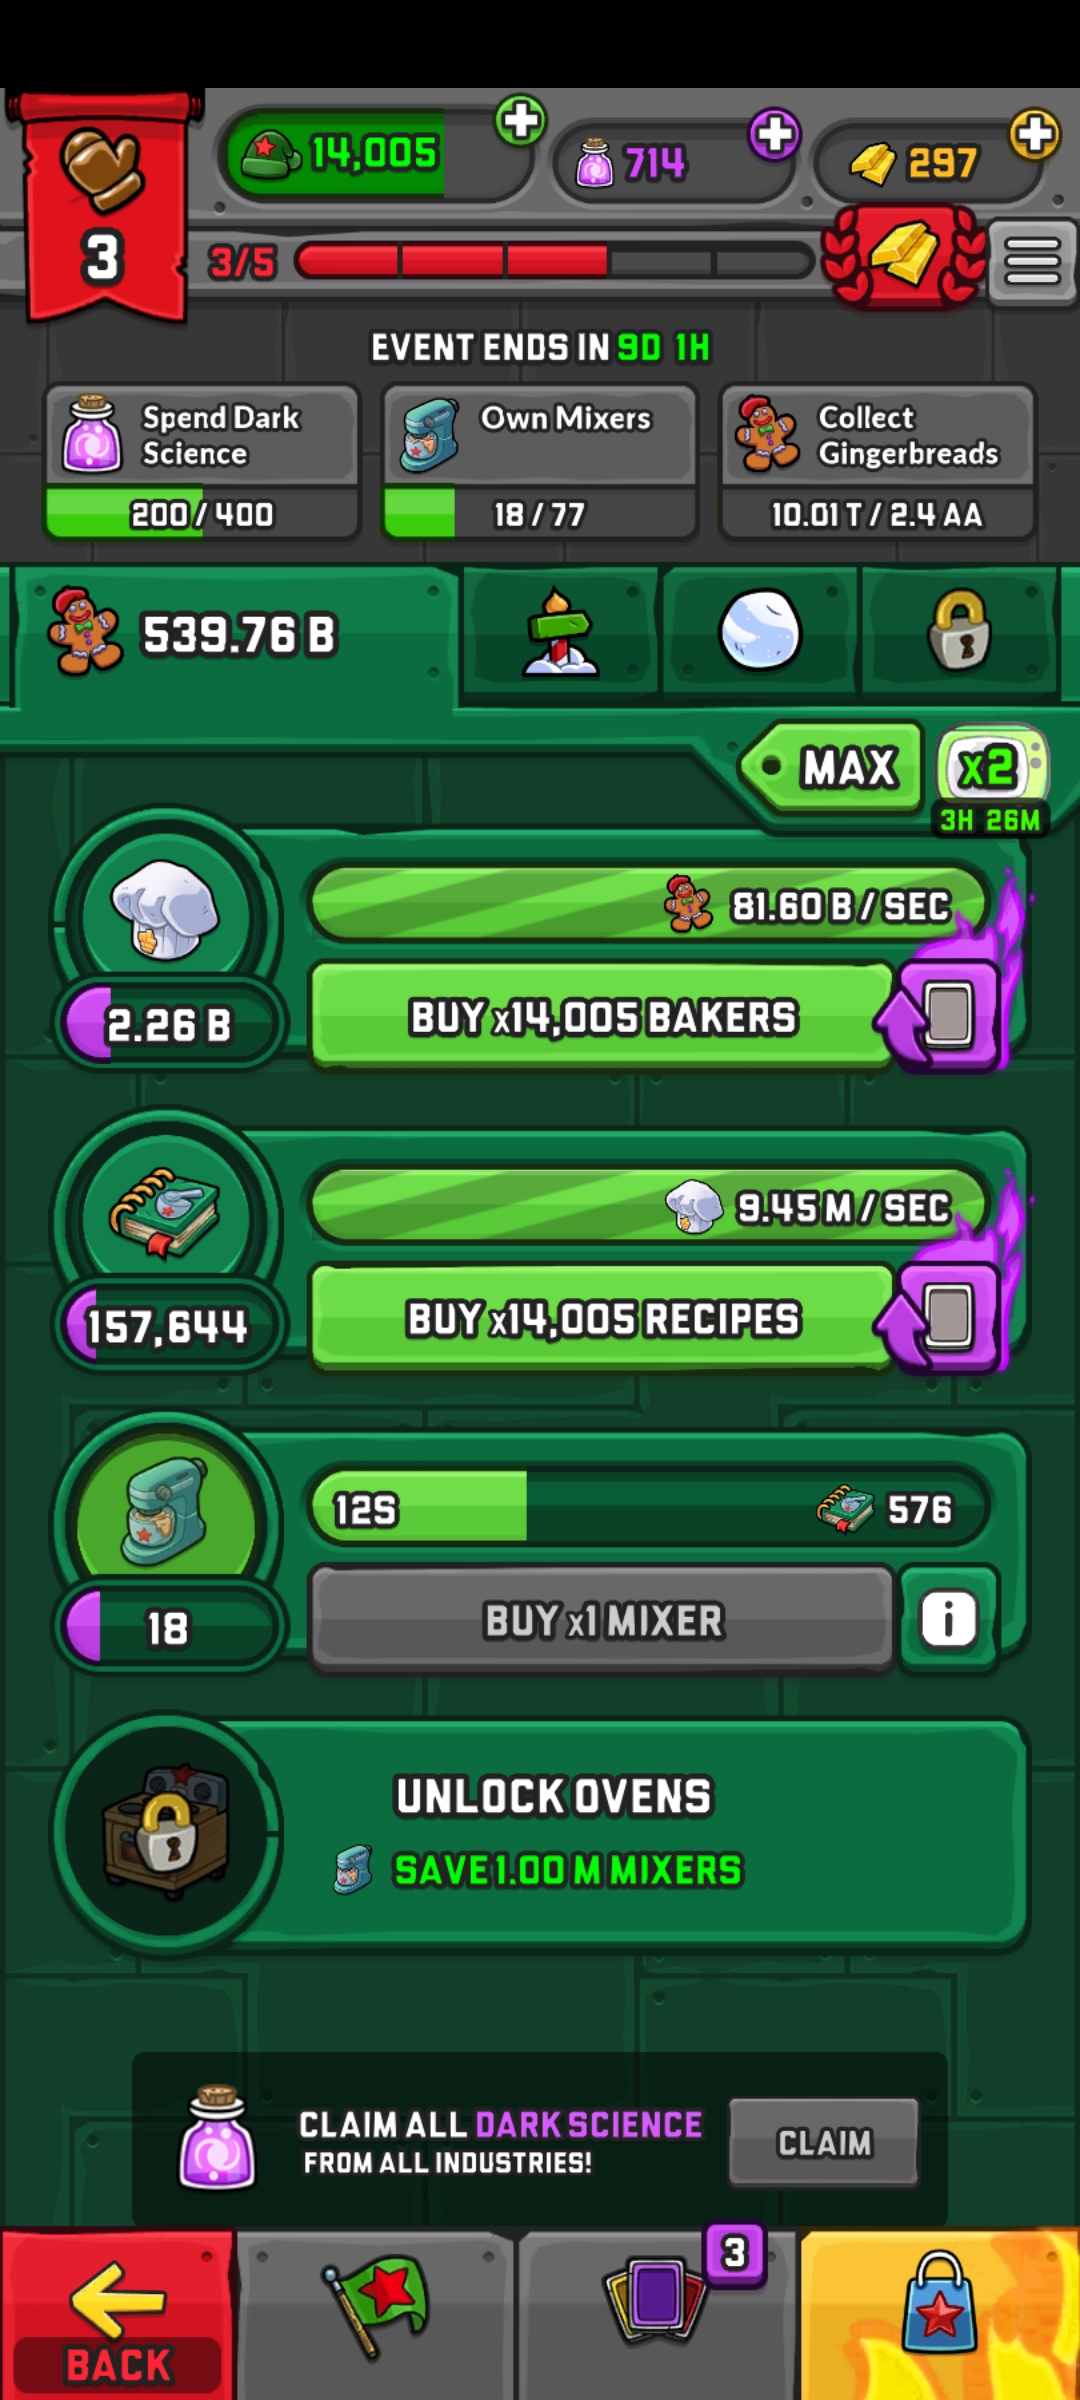 14,005
714
297
3
3/5
EVENT ENDS IN 9D 1H
Spend Dark
Science
200 / 400
Own Mixers
18 / 77
Collect
Gingerbreads
10.01 T / 2.4 AA
539.76 B
MAX
x2
3H 26M
81.60 B / SEC
2.26 B
BUY x14,005 BAKERS
9.45 M / SEC
157,644
BUY x14,005 RECIPES
12S
576
18
BUY x1 MIXER
i
UNLOCK OVENS
SAVE 1.00 M MIXERS
CLAIM ALL DARK SCIENCE
FROM ALL INDUSTRIES!
CLAIM
3
BACK